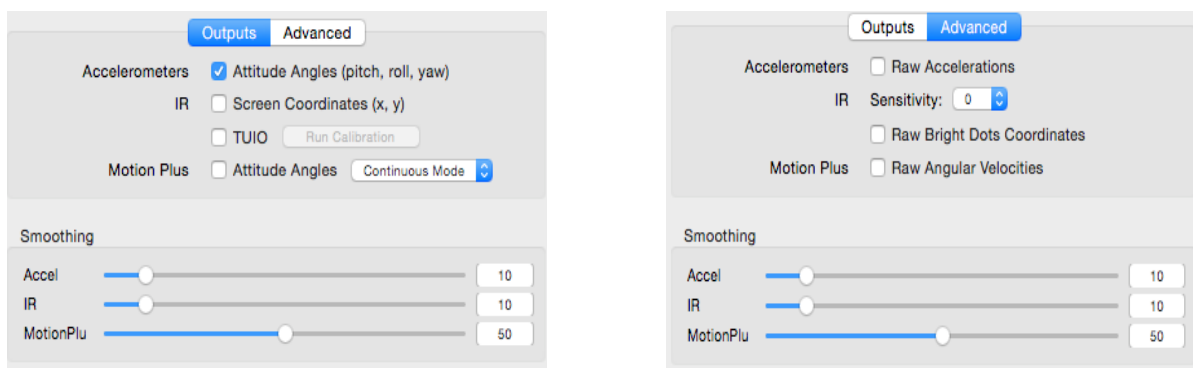 Outputs Advanced
Accelerometers Attitude Angles (pitch, roll, yaw)
IR Screen Coordinates (x, y)
TUIO Run Calibration
Motion Plus Attitude Angles Continuous Mode
Smoothing
Accel 10
IR 10
MotionPlu 50
Outputs Advanced
Accelerometers Raw Accelerations
IR Sensitivity: 0
Raw Bright Dots Coordinates
Motion Plus Raw Angular Velocities
Smoothing
Accel 10
IR 10
MotionPlu 50